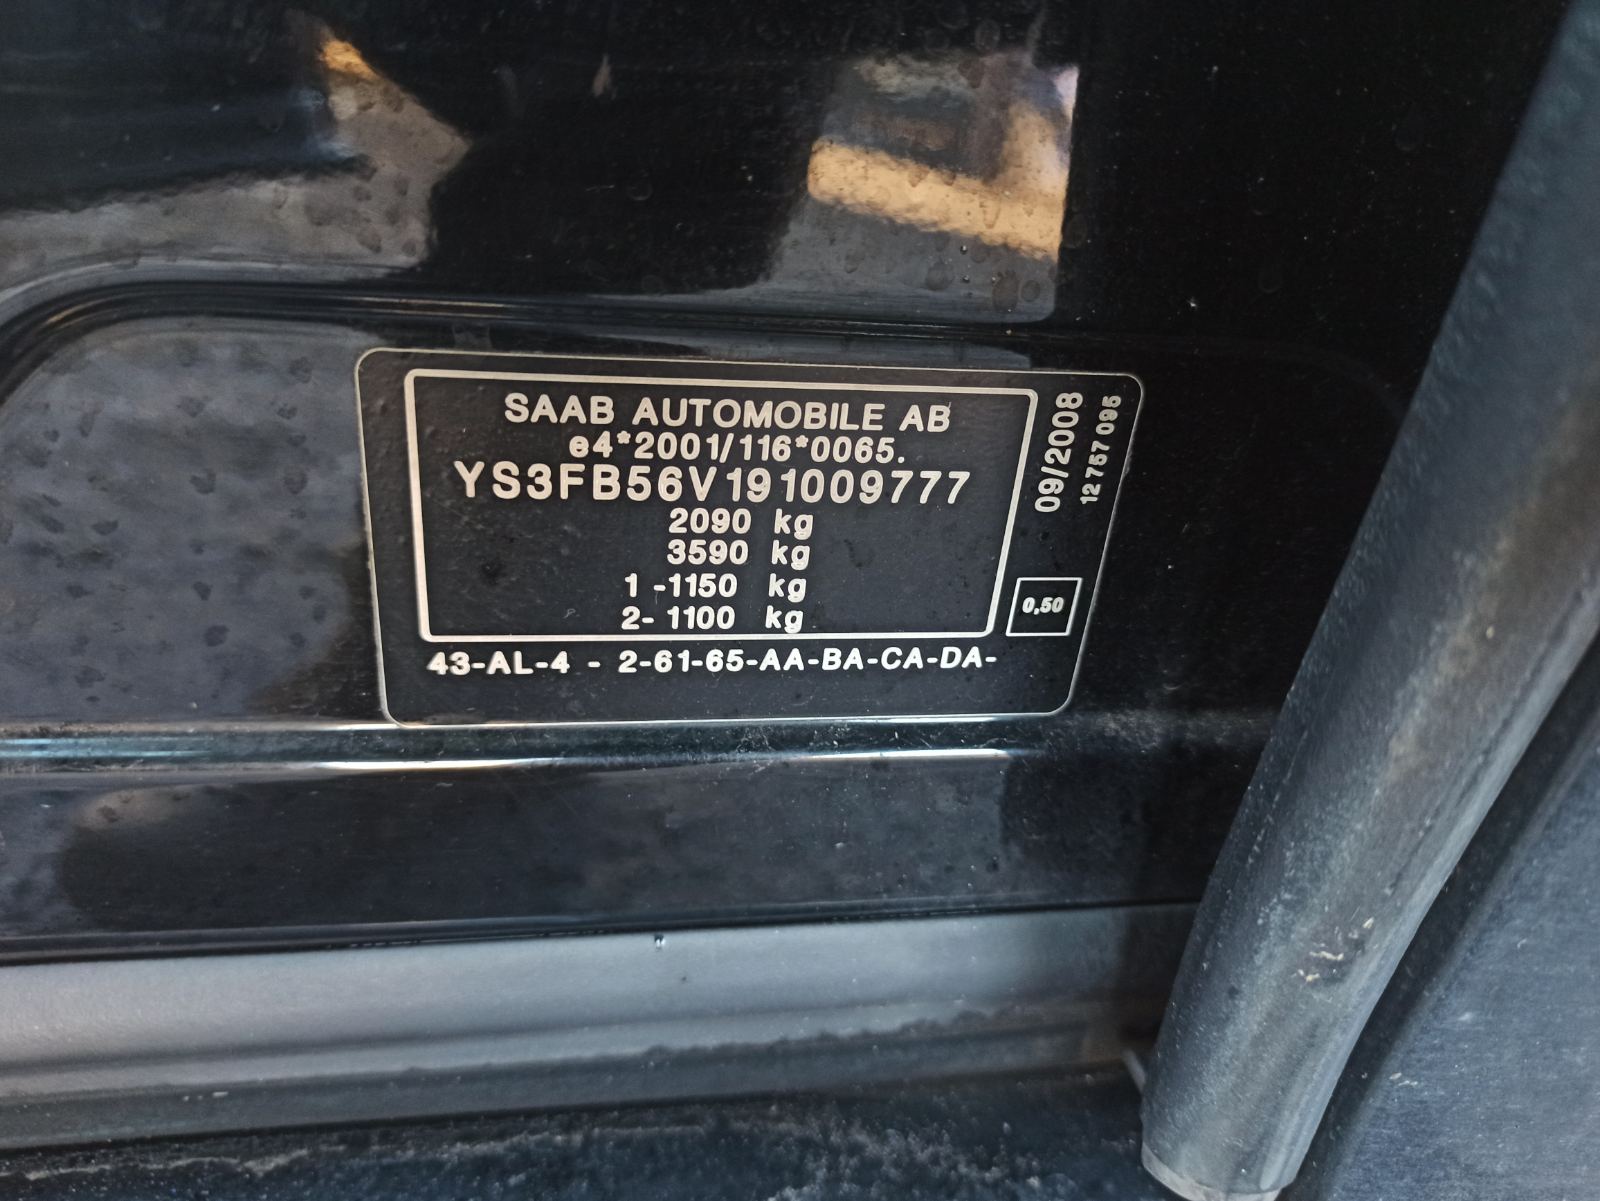 SAAB AUTOMOBILE AB
e4*2001/116*0065.
YS3FB56V191009777
2090 kg
3590 kg
1 -1150 kg
2- 1100 kg
43-AL-4 - 2-61-65-AA-BA-CA-DA-
09/2008
12 757 095
0,50